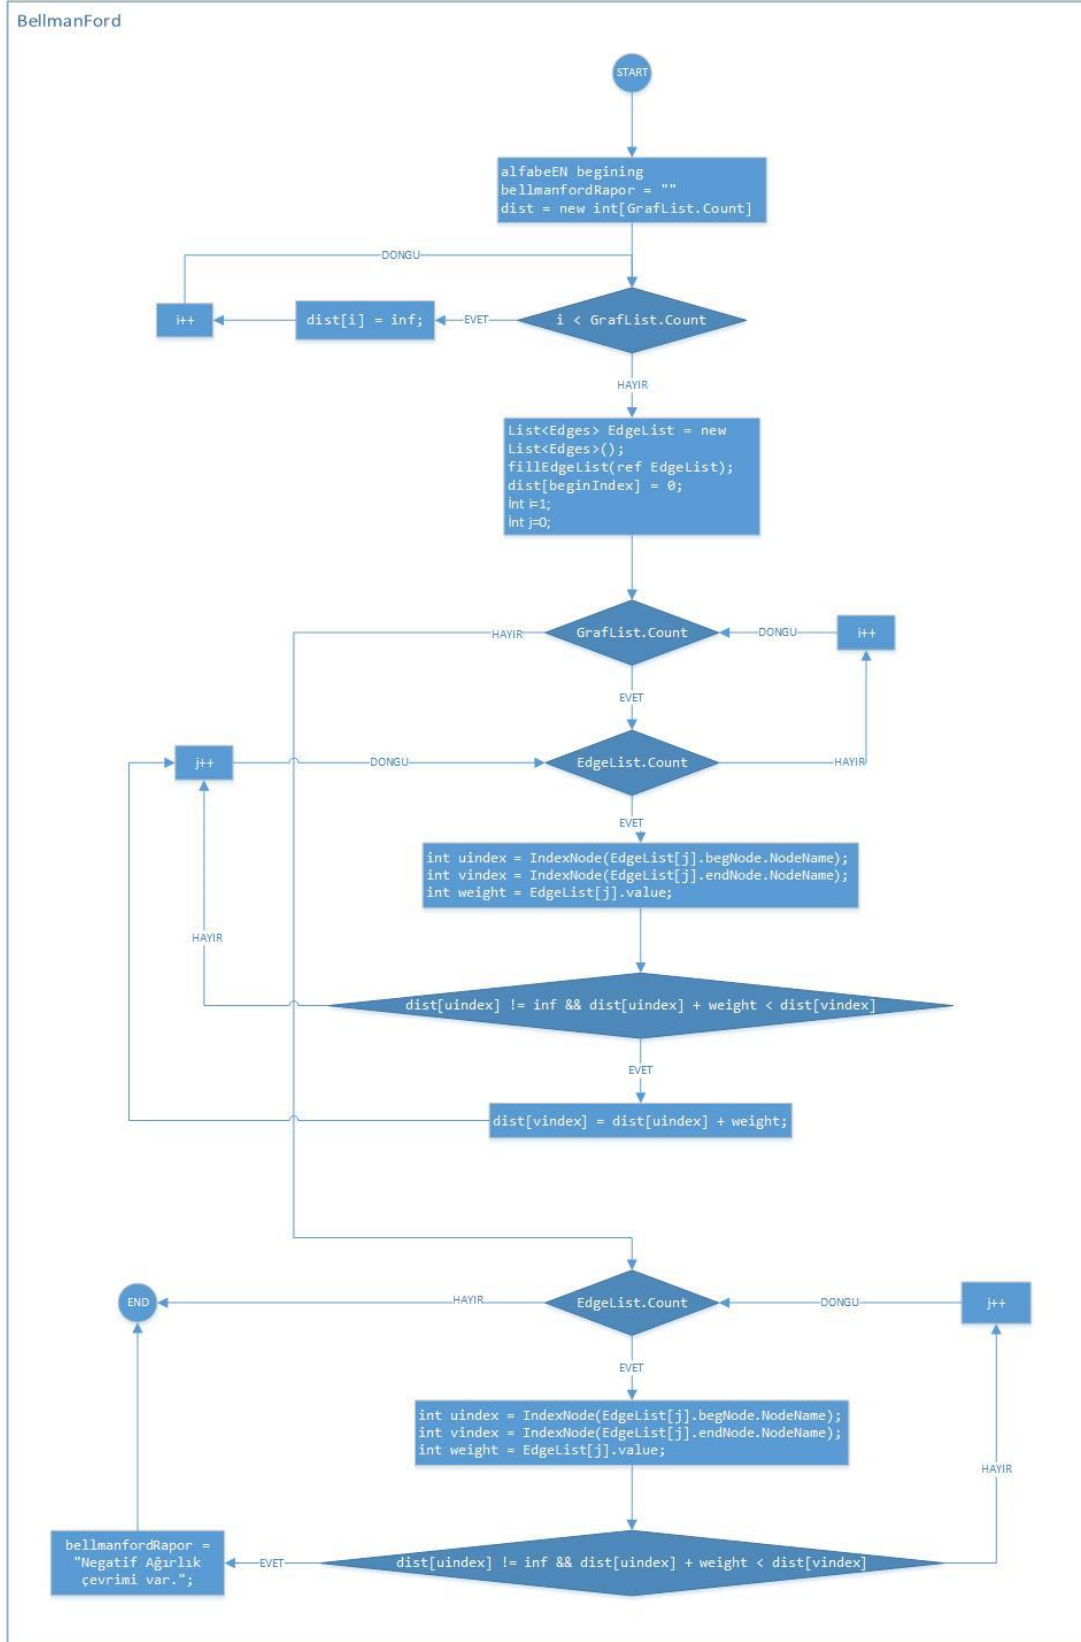 BellmanFord
START
alfabeEN begining
bellmanfordRapor = ""
dist = new int[GrafList.Count]
DONGU
i++
dist[i] = inf;
EVET
i < GrafList.Count
HAYIR
List<Edges> EdgeList = new
List<Edges>();
fillEdgeList(ref EdgeList);
dist[beginIndex] = 0;
İnt i=1;
İnt j=0;
HAYIR
GrafList.Count
DONGU
i++
EVET
j++
DONGU
EdgeList.Count
HAYIR
EVET
int uindex = IndexNode(EdgeList[j].begNode.NodeName);
int vindex = IndexNode(EdgeList[j].endNode.NodeName);
int weight = EdgeList[j].value;
HAYIR
dist[uindex] != inf && dist[uindex] + weight < dist[vindex]
EVET
dist[vindex] = dist[uindex] + weight;
END
HAYIR
EdgeList.Count
DONGU
j++
EVET
int uindex = IndexNode(EdgeList[j].begNode.NodeName);
int vindex = IndexNode(EdgeList[j].endNode.NodeName);
int weight = EdgeList[j].value;
HAYIR
bellmanfordRapor =
"Negatif Ağırlık
çevrimi var.";
EVET
dist[uindex] != inf && dist[uindex] + weight < dist[vindex]